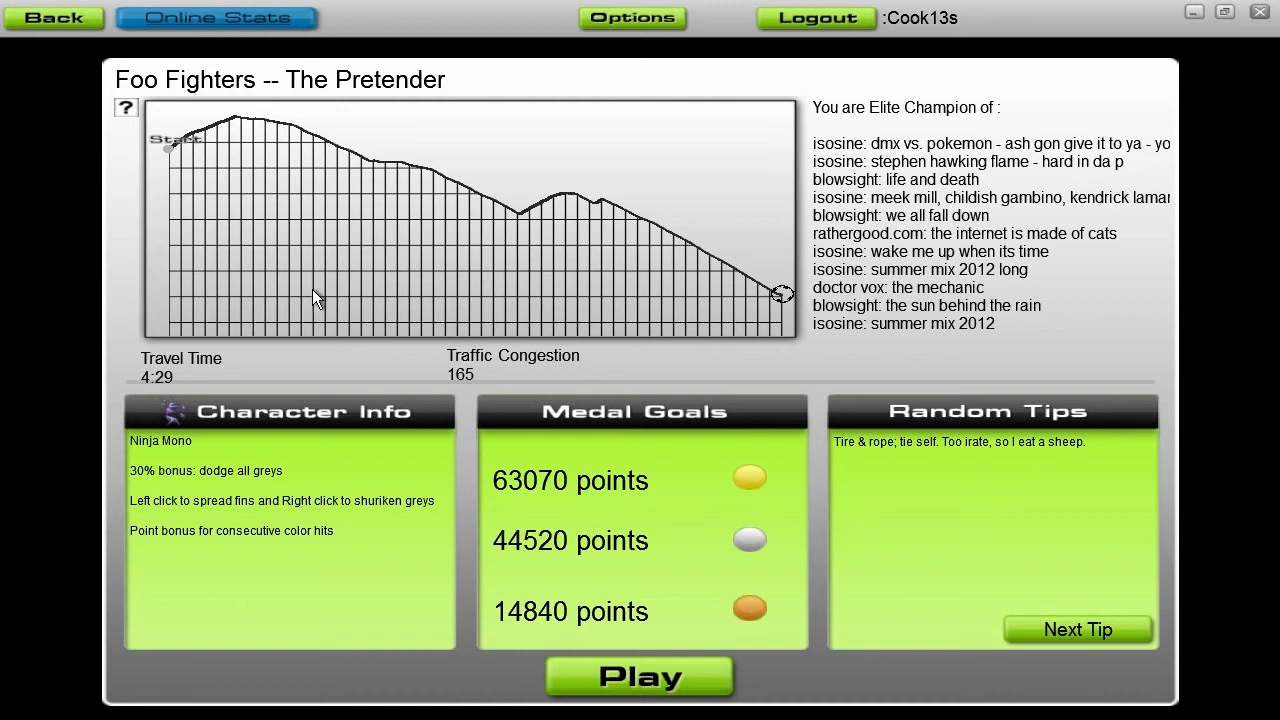 Back
Online Stats
Options
Logout
:Cook13s
Foo Fighters -- The Pretender
?
Start
You are Elite Champion of :
isosine: dmx vs. pokemon - ash gon give it to ya - yo
isosine: stephen hawking flame - hard in da p
blowsight: life and death
isosine: meek mill, childish gambino, kendrick lamar
blowsight: we all fall down
rathergood.com: the internet is made of cats
isosine: wake me up when its time
isosine: summer mix 2012 long
doctor vox: the mechanic
blowsight: the sun behind the rain
isosine: summer mix 2012
Travel Time
4:29
Traffic Congestion
165
Character Info
Ninja Mono
30% bonus: dodge all greys
Left click to spread fins and Right click to shuriken greys
Point bonus for consecutive color hits
Medal Goals
63070 points
44520 points
14840 points
Random Tips
Tire & rope; tie self. Too irate, so I eat a sheep.
Next Tip
Play